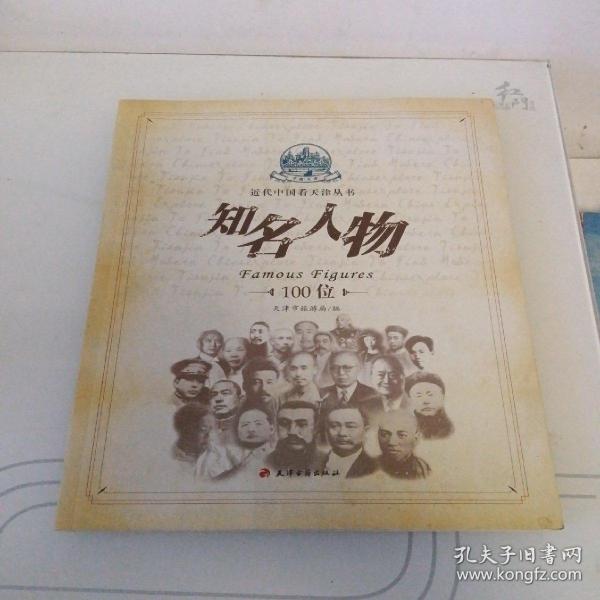 近代中国看天津丛书
知名人物
Famous Figures
100位
天津市旅游局/编
天津古籍出版社
孔夫子旧书网
www.kongfz.com